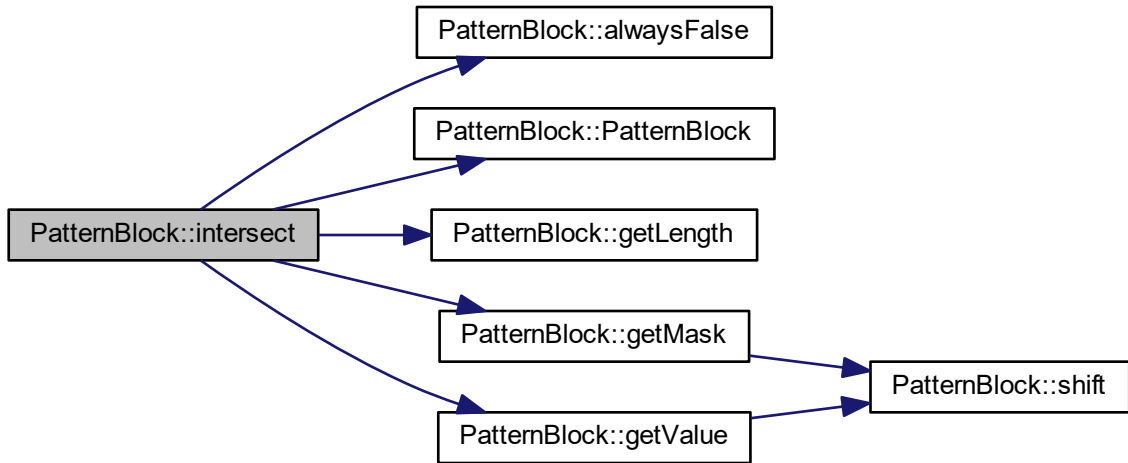 PatternBlock::alwaysFalse
PatternBlock::PatternBlock
PatternBlock::intersect
PatternBlock::getLength
PatternBlock::getMask
PatternBlock::shift
PatternBlock::getValue